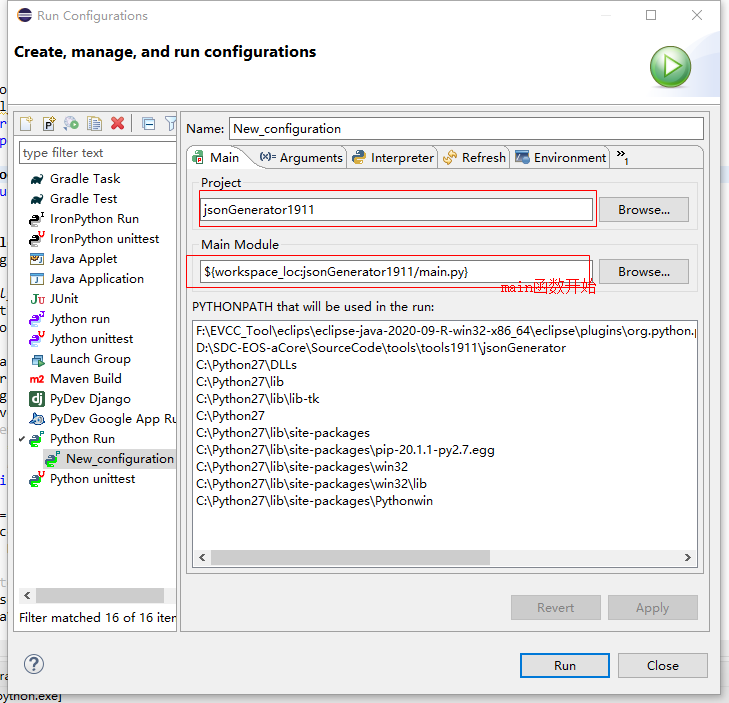 Run Configurations
Create, manage, and run configurations
Name: New_configuration
type filter text
Main
(x)= Arguments
Interpreter
Refresh
Environment
»1
Gradle Task
Gradle Test
IronPython Run
IronPython unittest
Java Applet
Java Application
Ju JUnit
Jython run
Jython unittest
Launch Group
m2 Maven Build
dj PyDev Django
PyDev Google App Ru
Python Run
New_configuration
Python unittest
Filter matched 16 of 16 iter
Project
jsonGenerator1911
Browse...
Main Module
${workspace_loc:jsonGenerator1911/main.py}
Browse...
main函数开始
PYTHONPATH that will be used in the run:
F:\EVCC_Tool\eclips\eclipse-java-2020-09-R-win32-x86_64\eclipse\plugins\org.python.p
D:\SDC-EOS-aCore\SourceCode\tools\tools1911\jsonGenerator
C:\Python27\DLLs
C:\Python27\lib
C:\Python27\lib\lib-tk
C:\Python27
C:\Python27\lib\site-packages
C:\Python27\lib\site-packages\pip-20.1.1-py2.7.egg
C:\Python27\lib\site-packages\win32
C:\Python27\lib\site-packages\win32\lib
C:\Python27\lib\site-packages\Pythonwin
Revert
Apply
?
Run
Close
python.exe]